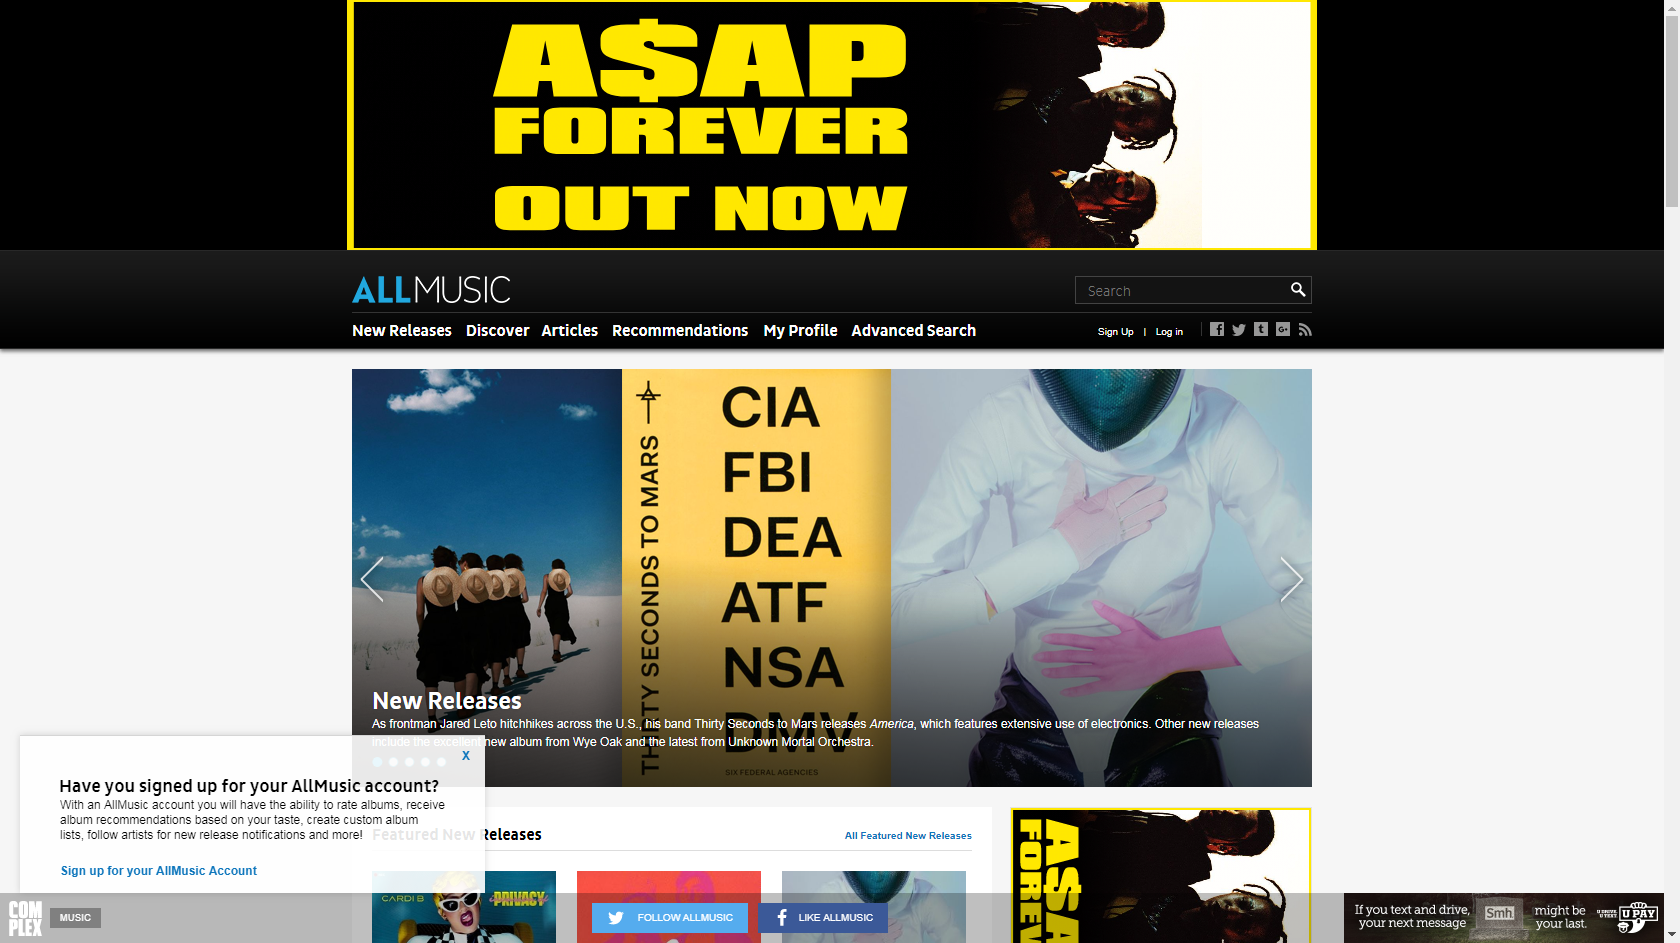 A$AP
FOREVER
OUT NOW
ALLMUSIC
Search
New Releases Discover Articles Recommendations My Profile Advanced Search
Sign Up | Log in
THIRTY SECONDS TO MARS
CIA
FBI
DEA
ATF
NSA
DMV
SIX FEDERAL AGENCIES
New Releases
As frontman Jared Leto hitchhikes across the U.S., his band Thirty Seconds to Mars releases America, which features extensive use of electronics. Other new releases
include the excellent new album from Wye Oak and the latest from Unknown Mortal Orchestra.
X
Have you signed up for your AllMusic account?
With an AllMusic account you will have the ability to rate albums, receive
album recommendations based on your taste, create custom album
lists, follow artists for new release notifications and more!
Sign up for your AllMusic Account
Featured New Releases
All Featured New Releases
CARDI B
PRIVACY
A$AP
FOREVER
COM
PLEX
MUSIC
FOLLOW ALLMUSIC
LIKE ALLMUSIC
If you text and drive,
your next message
Smh
might be
your last.
U DRIVE
U TEXT
U PAY